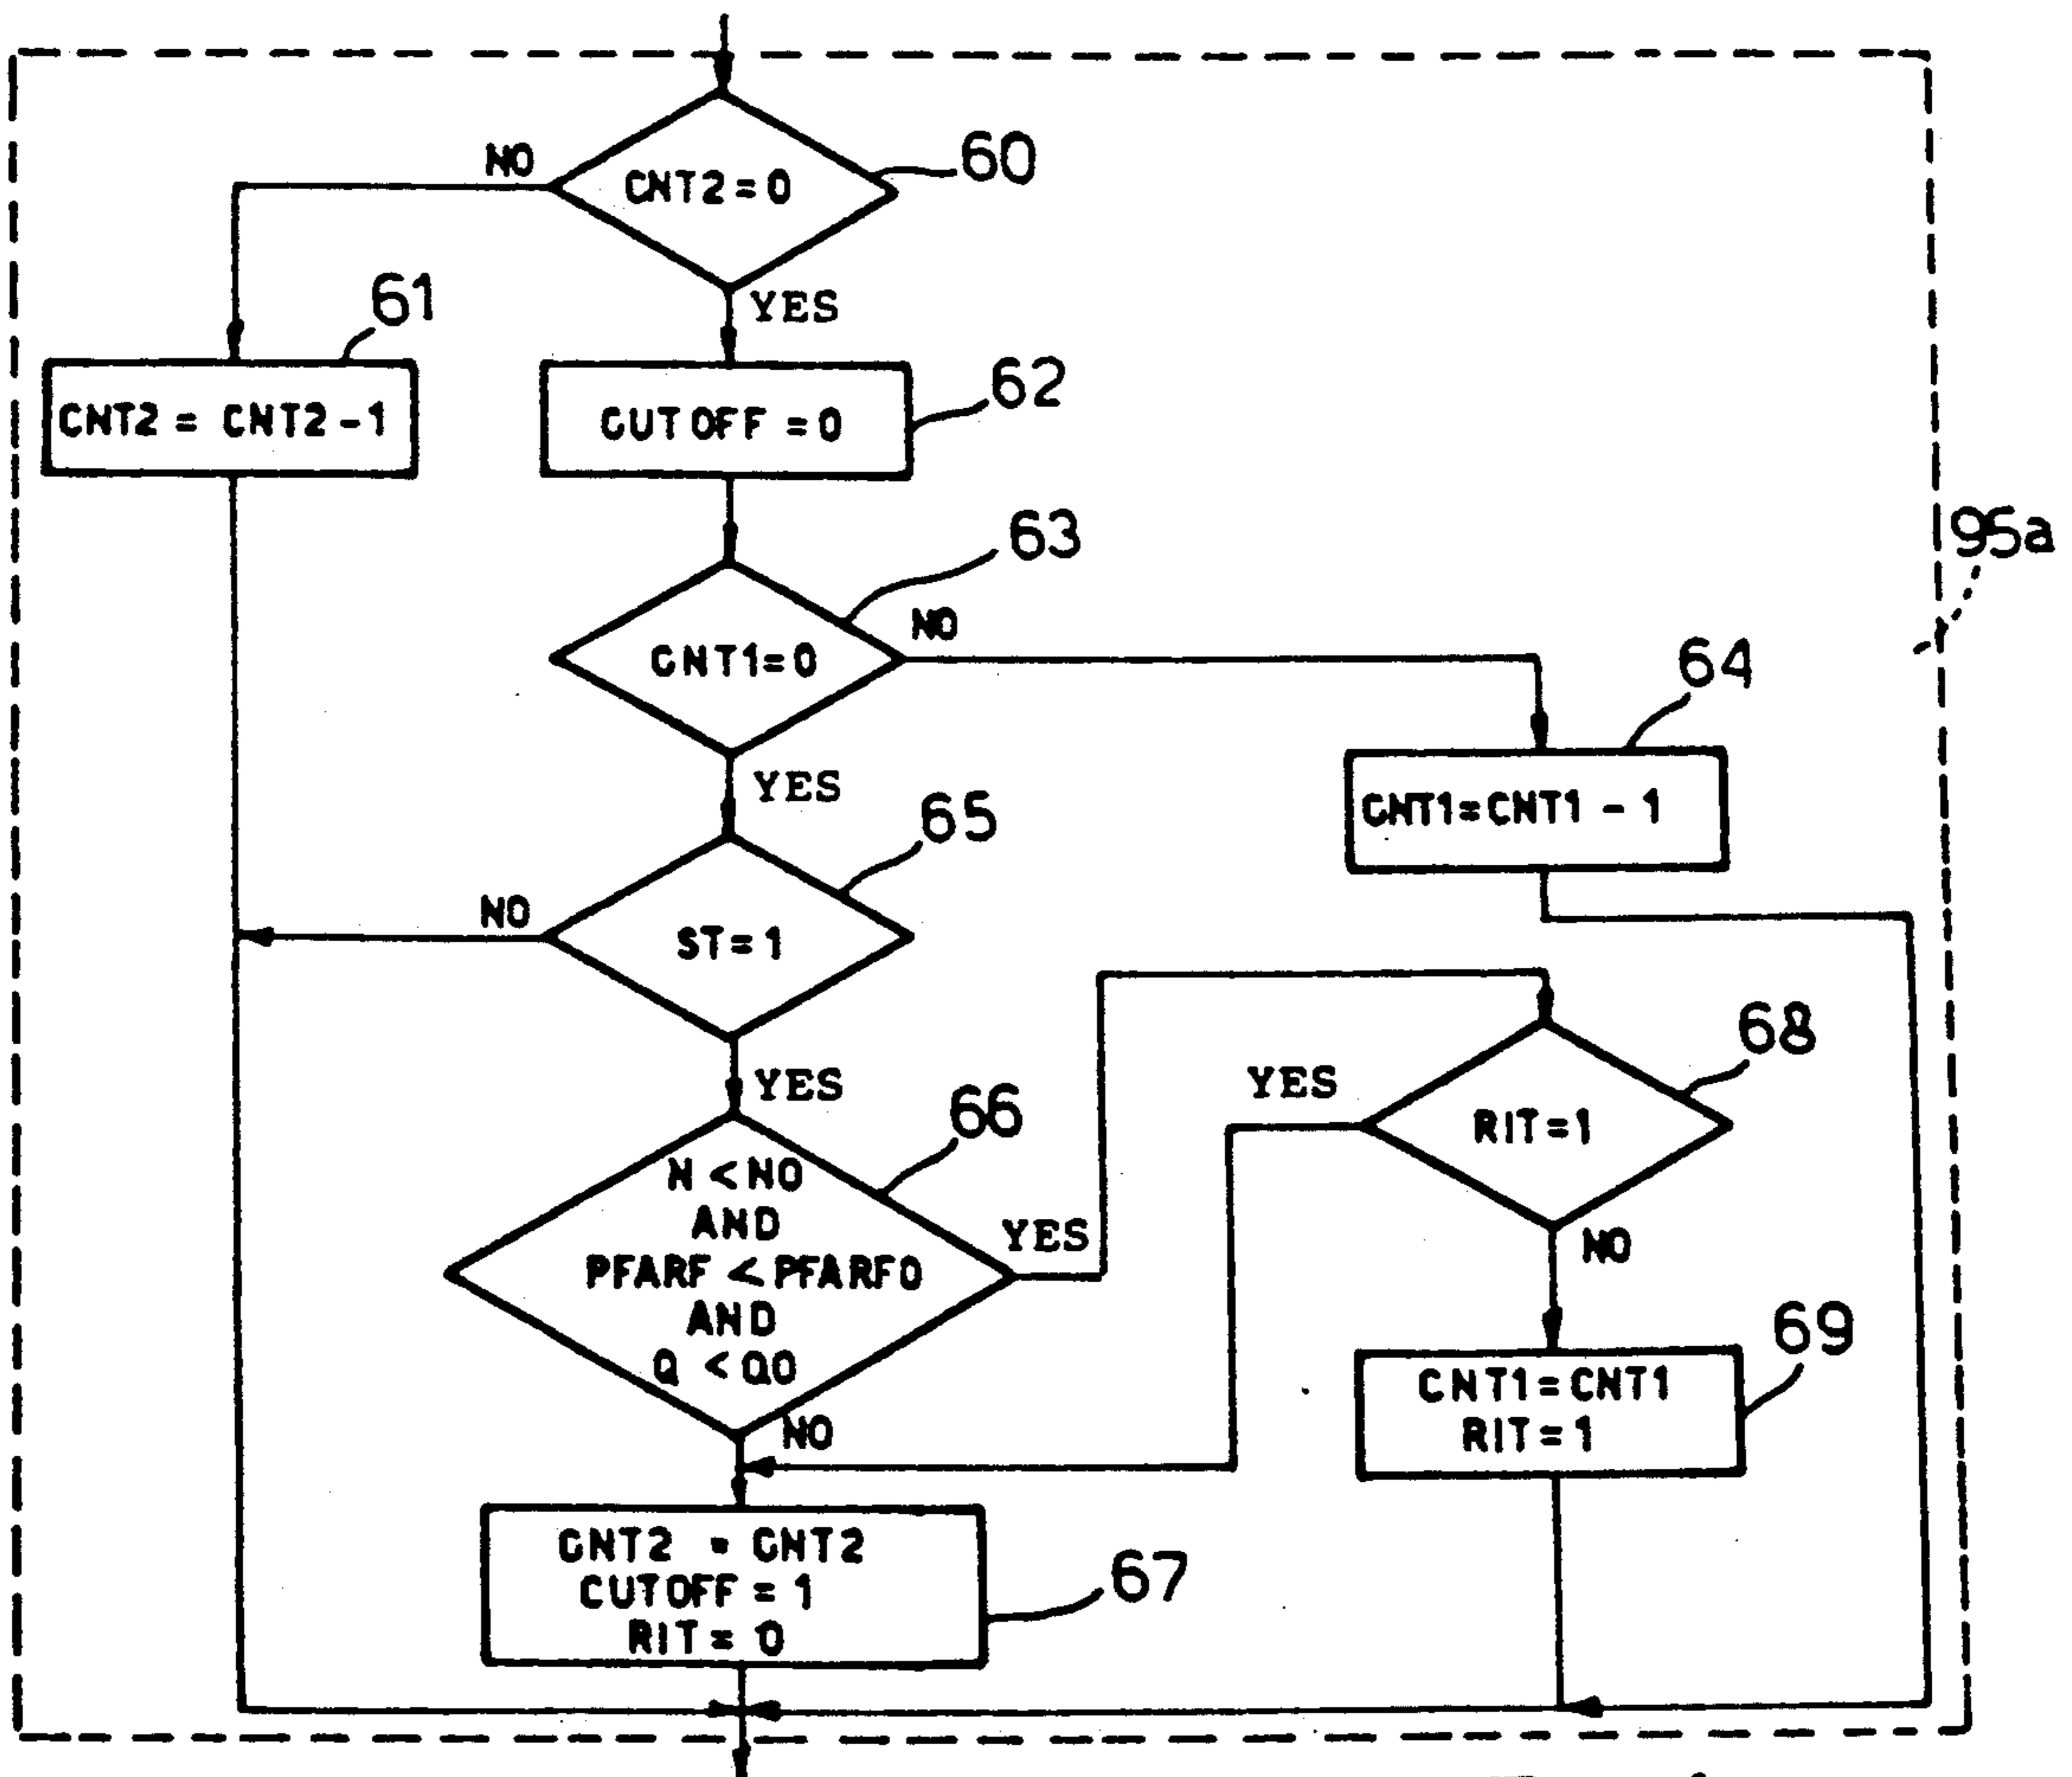 NO
CNT2=0
60
YES
61
CNT2 = CNT2-1
CUTOFF =0
62
63
95a
CNT1=0
NO
64
YES
CNT1=CNT1 - 1
65
NO
ST=1
YES
68
YES
RIT=1
66
N < NO
AND
PFARF < PFARFO
AND
Q < QO
YES
NO
NO
69
CNT1=CNT1
RIT=1
CNT2 = CNT2
CUTOFF = 1
RIT= 0
67